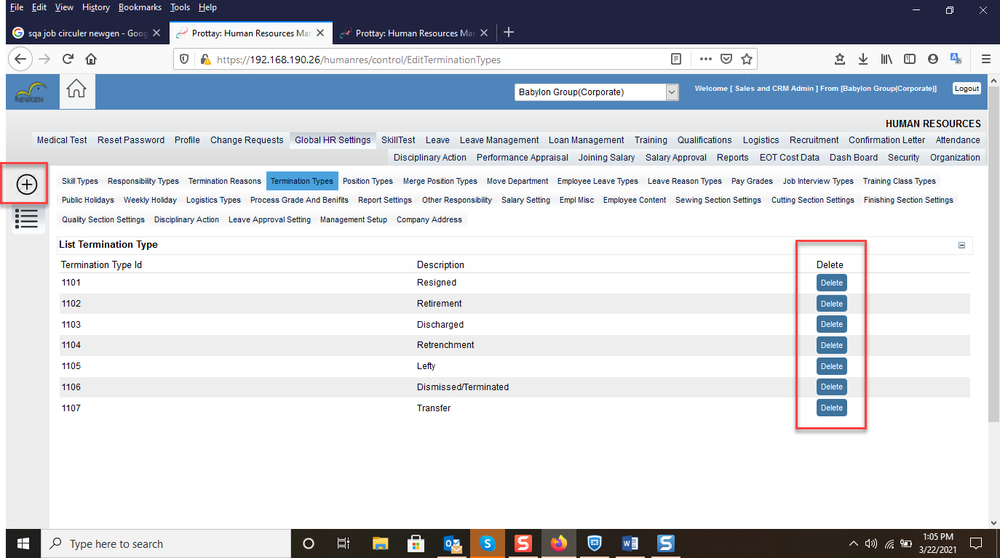 File Edit View History Bookmarks Tools Help
sqa job circuler newgen - Goog
Prottay: Human Resources Mar
Prottay: Human Resources Mar
https://192.168.190.26/humanres/control/EditTerminationTypes
NEWGEN
Babylon Group(Corporate)
Welcome [ Sales and CRM Admin ] From [Babylon Group(Corporate)]
Logout
HUMAN RESOURCES
Medical Test Reset Password Profile Change Requests Global HR Settings SkillTest Leave Leave Management Loan Management Training Qualifications Logistics Recruitment Confirmation Letter Attendance
Disciplinary Action Performance Appraisal Joining Salary Salary Approval Reports EOT Cost Data Dash Board Security Organization
Skill Types Responsibility Types Termination Reasons Termination Types Position Types Merge Position Types Move Department Employee Leave Types Leave Reason Types Pay Grades Job Interview Types Training Class Types
Public Holidays Weekly Holiday Logistics Types Process Grade And Benifits Report Settings Other Responsibility Salary Setting Empl Misc Employee Content Sewing Section Settings Cutting Section Settings Finishing Section Settings
Quality Section Settings Disciplinary Action Leave Approval Setting Management Setup Company Address
List Termination Type
Termination Type Id Description Delete
1101 Resigned Delete
1102 Retirement Delete
1103 Discharged Delete
1104 Retrenchment Delete
1105 Lefty Delete
1106 Dismissed/Terminated Delete
1107 Transfer Delete
Type here to search
1:05 PM
3/22/2021